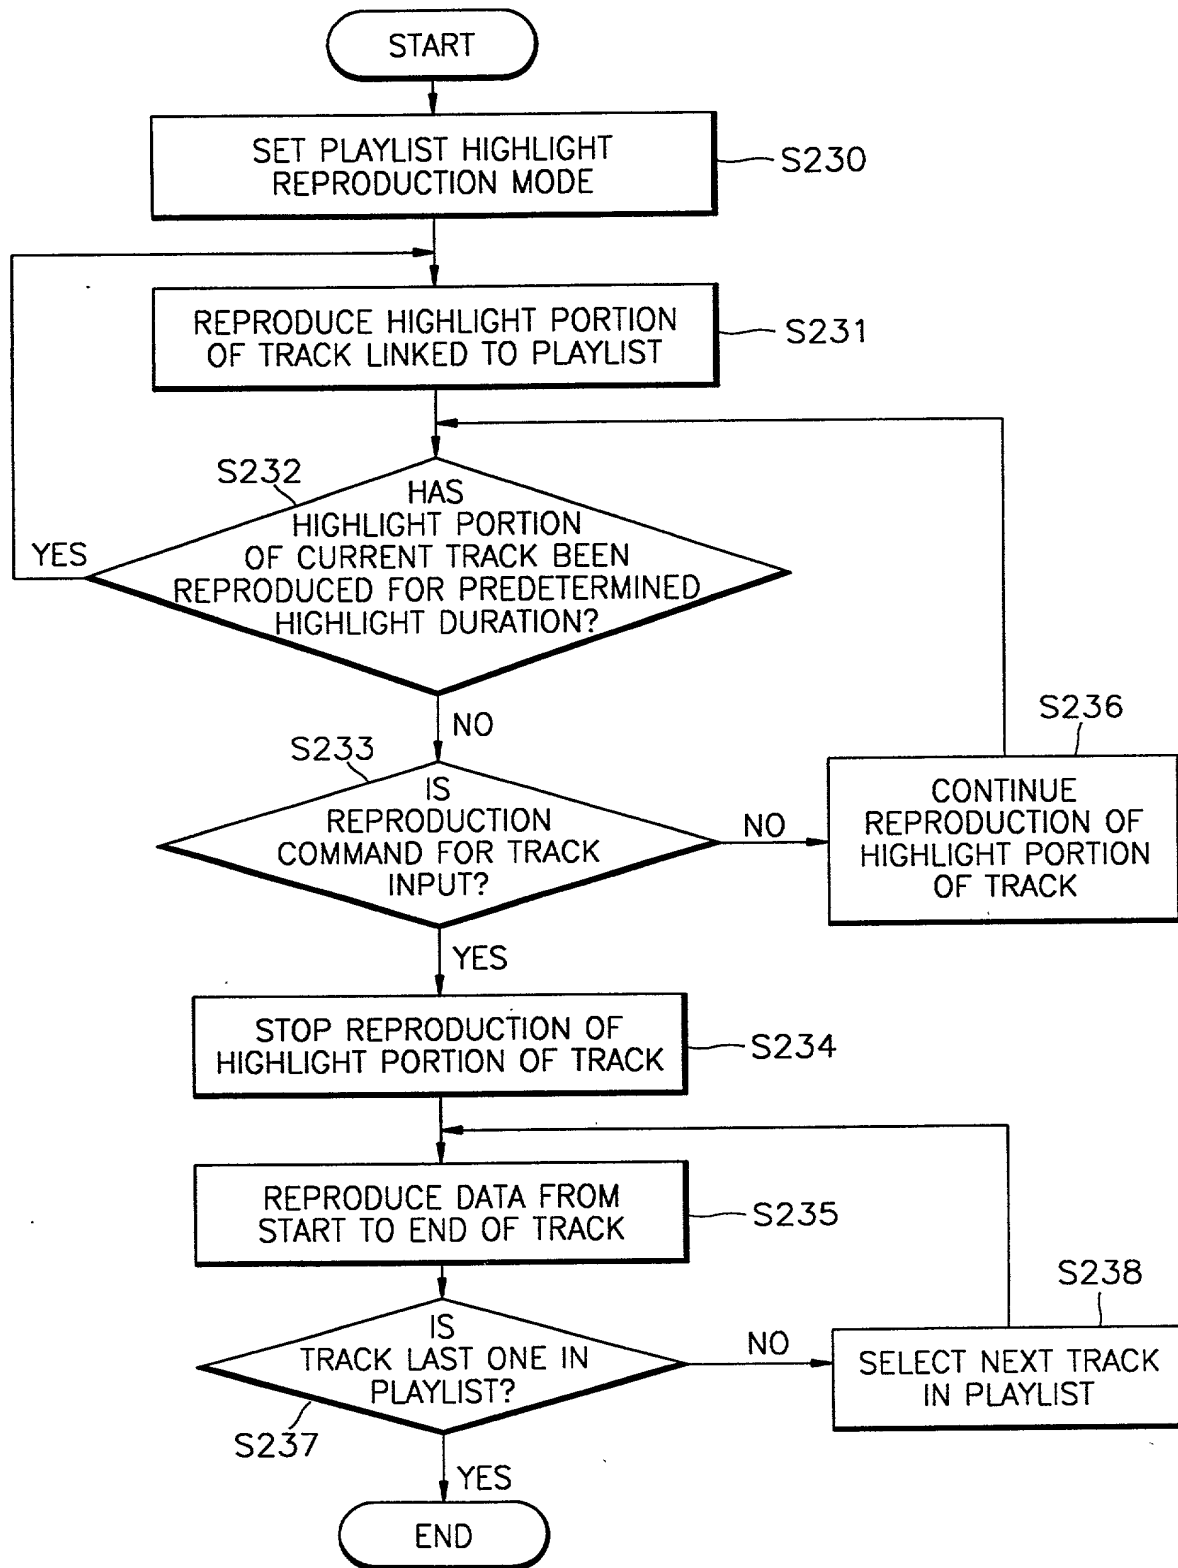 START
SET PLAYLIST HIGHLIGHT
REPRODUCTION MODE
S230
REPRODUCE HIGHLIGHT PORTION
OF TRACK LINKED TO PLAYLIST
S231
S232
HAS
HIGHLIGHT PORTION
OF CURRENT TRACK BEEN
REPRODUCED FOR PREDETERMINED
HIGHLIGHT DURATION?
YES
NO
S233
IS
REPRODUCTION
COMMAND FOR TRACK
INPUT?
NO
S236
CONTINUE
REPRODUCTION OF
HIGHLIGHT PORTION
OF TRACK
YES
STOP REPRODUCTION OF
HIGHLIGHT PORTION OF TRACK
S234
REPRODUCE DATA FROM
START TO END OF TRACK
S235
IS
TRACK LAST ONE IN
PLAYLIST?
S237
NO
S238
SELECT NEXT TRACK
IN PLAYLIST
YES
END